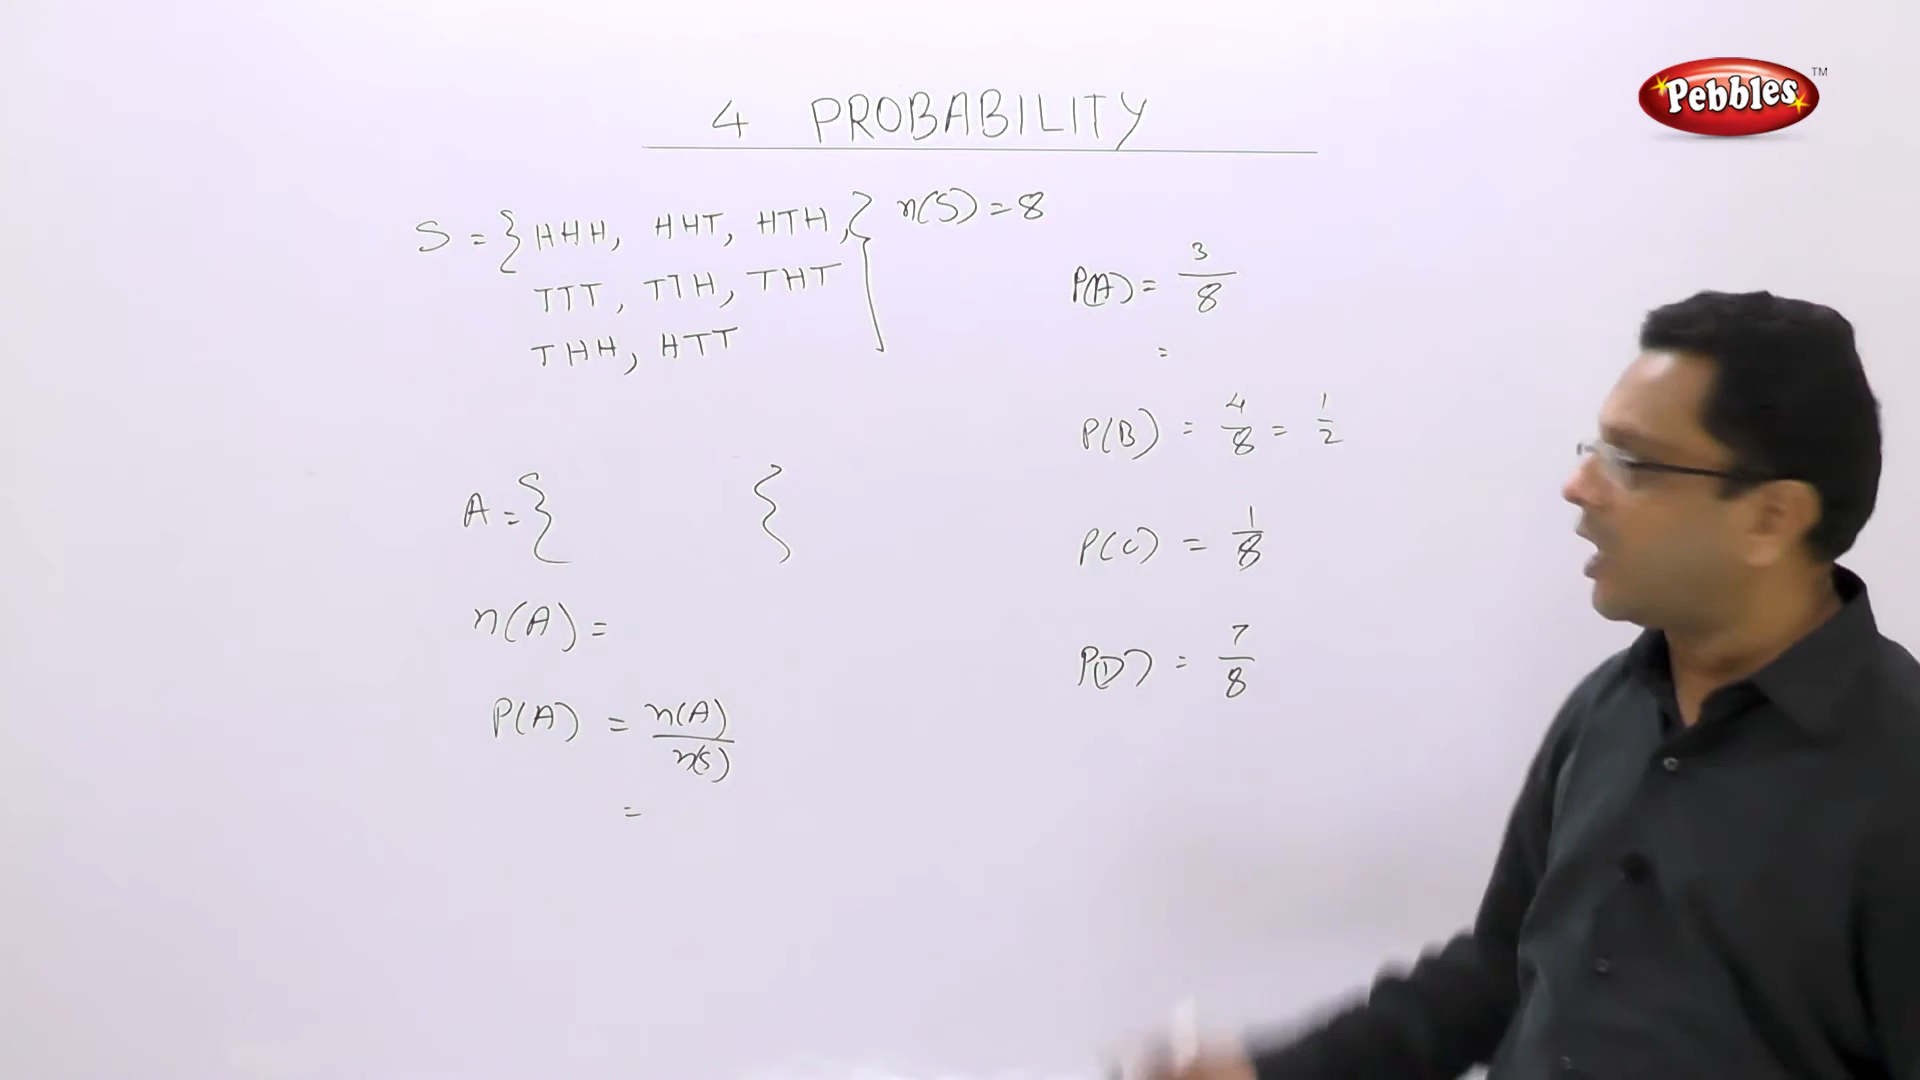 Pebbles TM
4 PROBABILITY
S = { HHH, HHT, HTH, } n(S) = 8
TTT, TTH, THT
THH, HTT
A = { }
n(A) =
P(A) = n(A)/n(S)
=
P(A) = 3/8
=
P(B) = 4/8 = 1/2
P(C) = 1/8
P(D) = 7/8